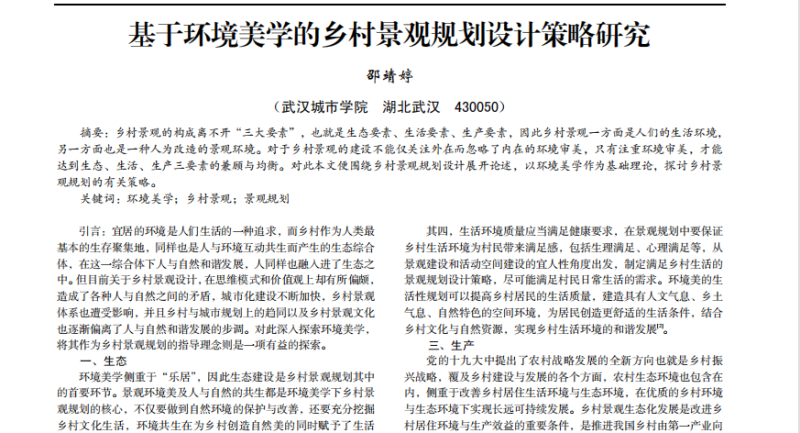 基于环境美学的乡村景观规划设计策略研究
邵靖婷
（武汉城市学院　湖北武汉　430050）
摘要：乡村景观的构成离不开“三大要素”，也就是生态要素、生活要素、生产要素，因此乡村景观一方面是人们的生活环境，
另一方面也是一种人为改造的景观环境。对于乡村景观的建设不能仅关注外在而忽略了内在的环境审美，只有注重环境审美，才能
达到生态、生活、生产三要素的兼顾与均衡。对此本文便围绕乡村景观规划设计展开论述，以环境美学作为基础理论，探讨乡村景
观规划的有关策略。
关键词：环境美学；乡村景观；景观规划
引言：宜居的环境是人们生活的一种追求，而乡村作为人类最
基本的生存聚集地，同样也是人与环境互动共生而产生的生态综合
体，在这一综合体下人与自然和谐发展，人同样也融入进了生态之
中。但目前关于乡村景观设计，在思维模式和价值观上却有所偏颇，
造成了各种人与自然之间的矛盾，城市化建设不断加快，乡村景观
体系也遭受影响，并且乡村与城市规划上的趋同以及乡村景观文化
也逐渐偏离了人与自然和谐发展的步调。对此深入探索环境美学，
将其作为乡村景观规划的指导理念则是一项有益的探索。
一、生态
环境美学侧重于“乐居”，因此生态建设是乡村景观规划其中
的首要环节。景观环境美及人与自然的共生都是环境美学下乡村景
观规划的核心，不仅要做到自然环境的保护与改善，还要充分挖掘
乡村文化生活，环境共生在为乡村创造自然美的同时赋予了生活
其四，生活环境质量应当满足健康要求，在景观规划中要保证
乡村生活环境为村民带来满足感，包括生理满足、心理满足等，从
景观建设和活动空间建设的宜人性角度出发，制定满足乡村生活的
景观规划设计策略，尽可能满足村民日常生活的需求。环境美的生
活性规划可以提高乡村居民的生活质量，建造具有人文气息、乡土
气息、自然特色的空间环境，为居民创造更舒适的生活条件，结合
乡村文化与自然资源，实现乡村生活环境的和谐发展[7]。
三、生产
党的十九大中提出了农村战略发展的全新方向也就是乡村振
兴战略，覆及乡村建设与发展的各个方面，农村生态环境也包含在
内，侧重于改善乡村居住生活环境与生态环境，在优质的乡村环境
与生态环境下实现长远可持续发展。乡村景观生态化发展是改进乡
村居住环境与生产效益的重要条件，是推进我国乡村由第一产业向